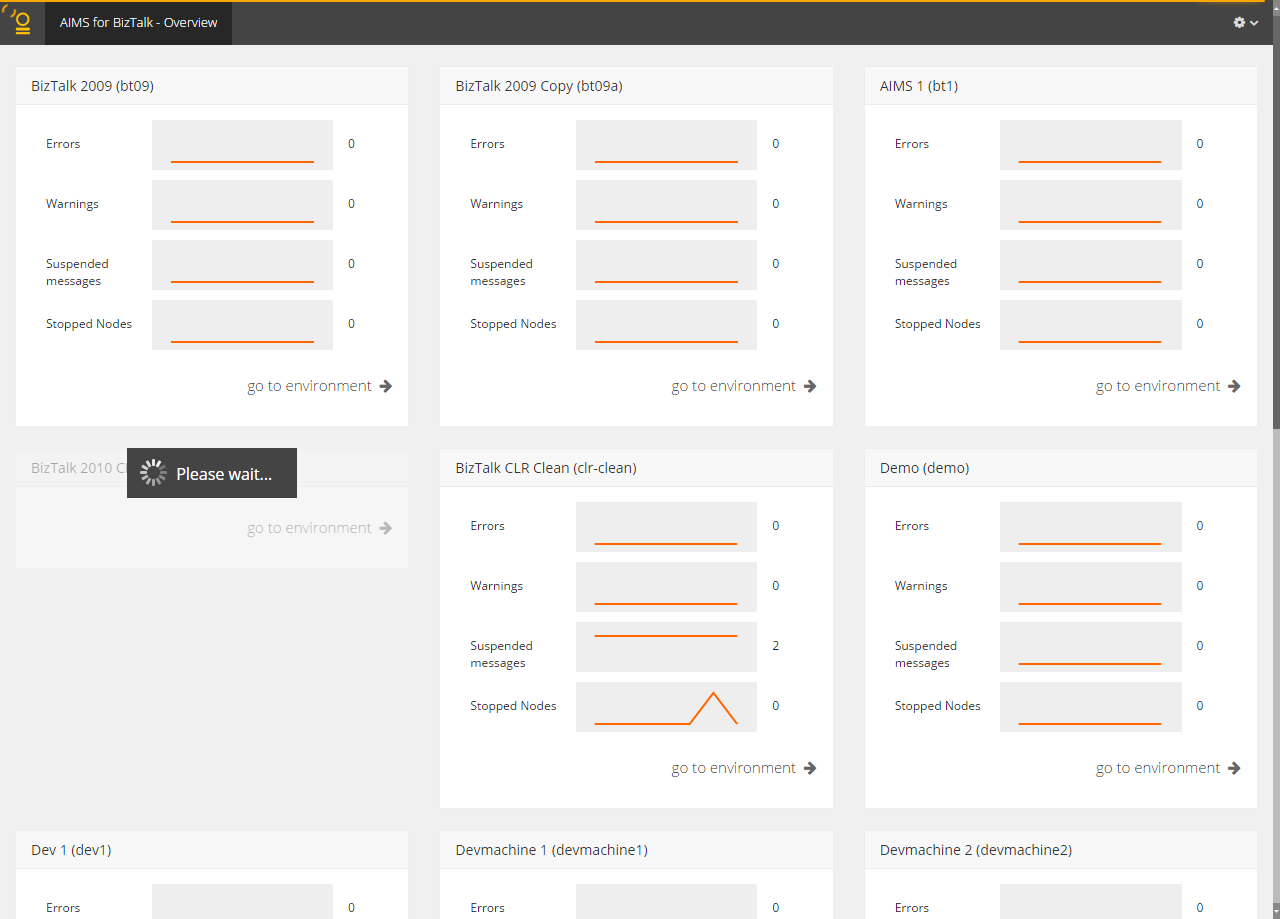 AIMS for BizTalk - Overview
BizTalk 2009 (bt09)
Errors
0
Warnings
0
Suspended
messages
0
Stopped Nodes
0
go to environment
BizTalk 2009 Copy (bt09a)
Errors
0
Warnings
0
Suspended
messages
0
Stopped Nodes
0
go to environment
AIMS 1 (bt1)
Errors
0
Warnings
0
Suspended
messages
0
Stopped Nodes
0
go to environment
BizTalk 2010 C
Please wait...
go to environment
BizTalk CLR Clean (clr-clean)
Errors
0
Warnings
0
Suspended
messages
2
Stopped Nodes
0
go to environment
Demo (demo)
Errors
0
Warnings
0
Suspended
messages
0
Stopped Nodes
0
go to environment
Dev 1 (dev1)
Errors
0
Devmachine 1 (devmachine1)
Errors
0
Devmachine 2 (devmachine2)
Errors
0